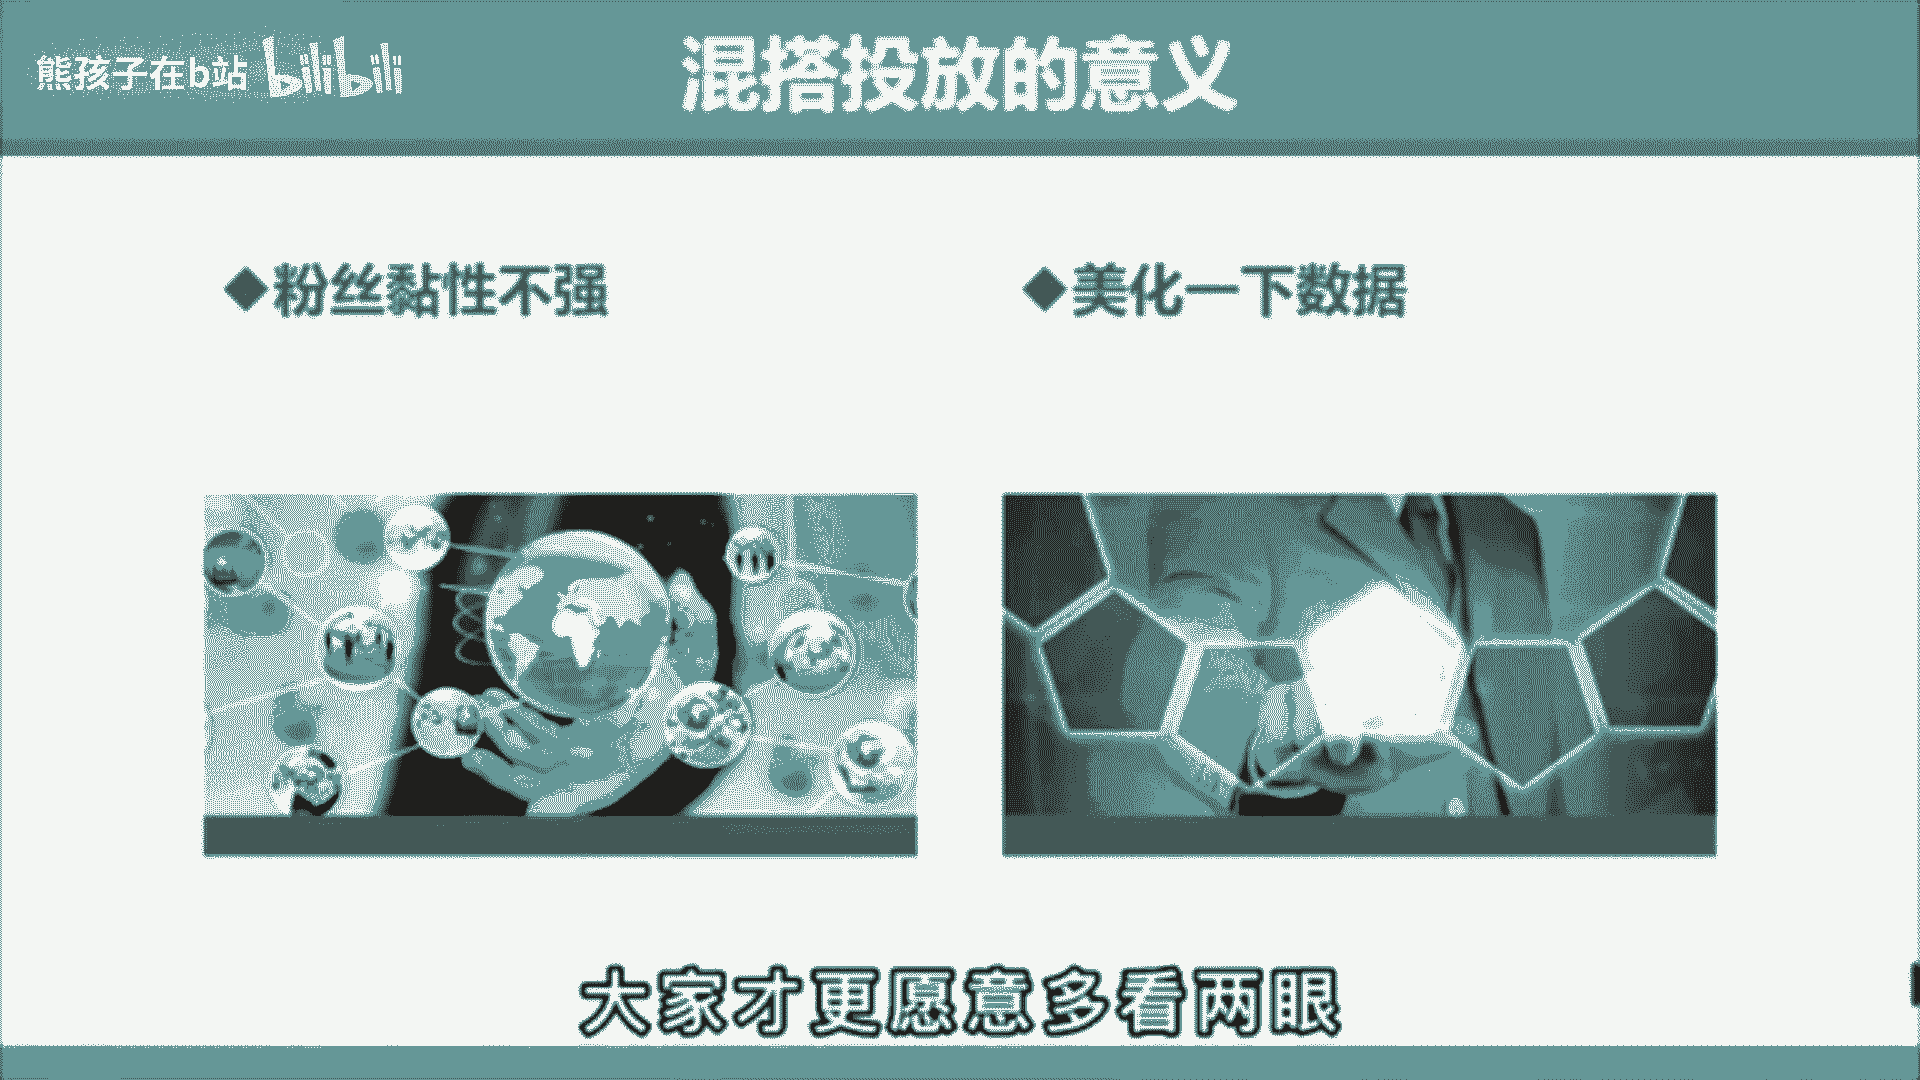 熊孩子在b站 bilibili
混搭投放的意义
◆粉丝黏性不强
◆美化一下数据
大家才更愿意多看两眼